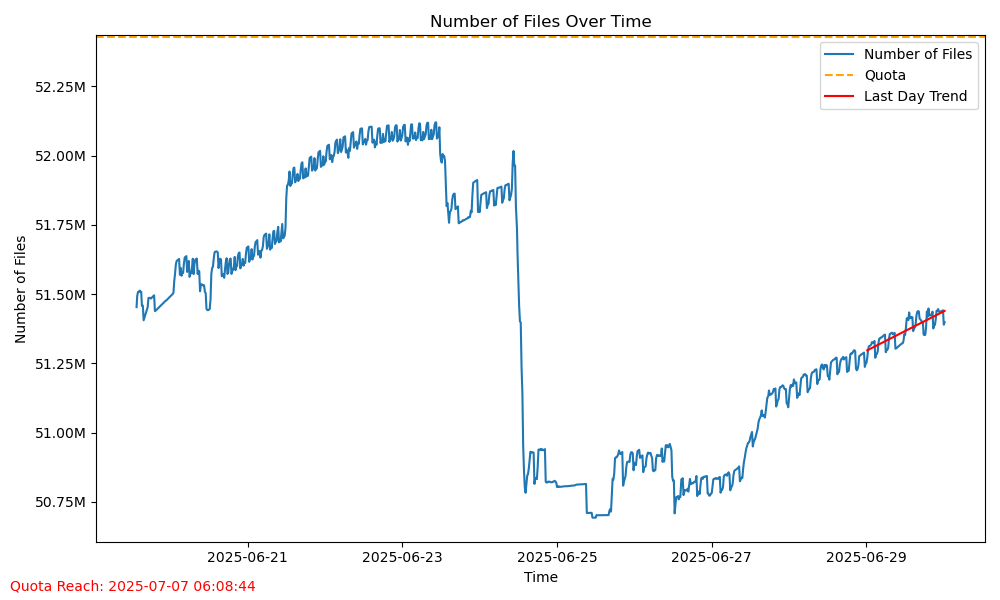 Number of Files Over Time
Number of Files
Quota
Last Day Trend
52.25M
52.00M
51.75M
51.50M
51.25M
51.00M
50.75M
Number of Files
2025-06-21
2025-06-23
2025-06-25
2025-06-27
2025-06-29
Time
Quota Reach: 2025-07-07 06:08:44